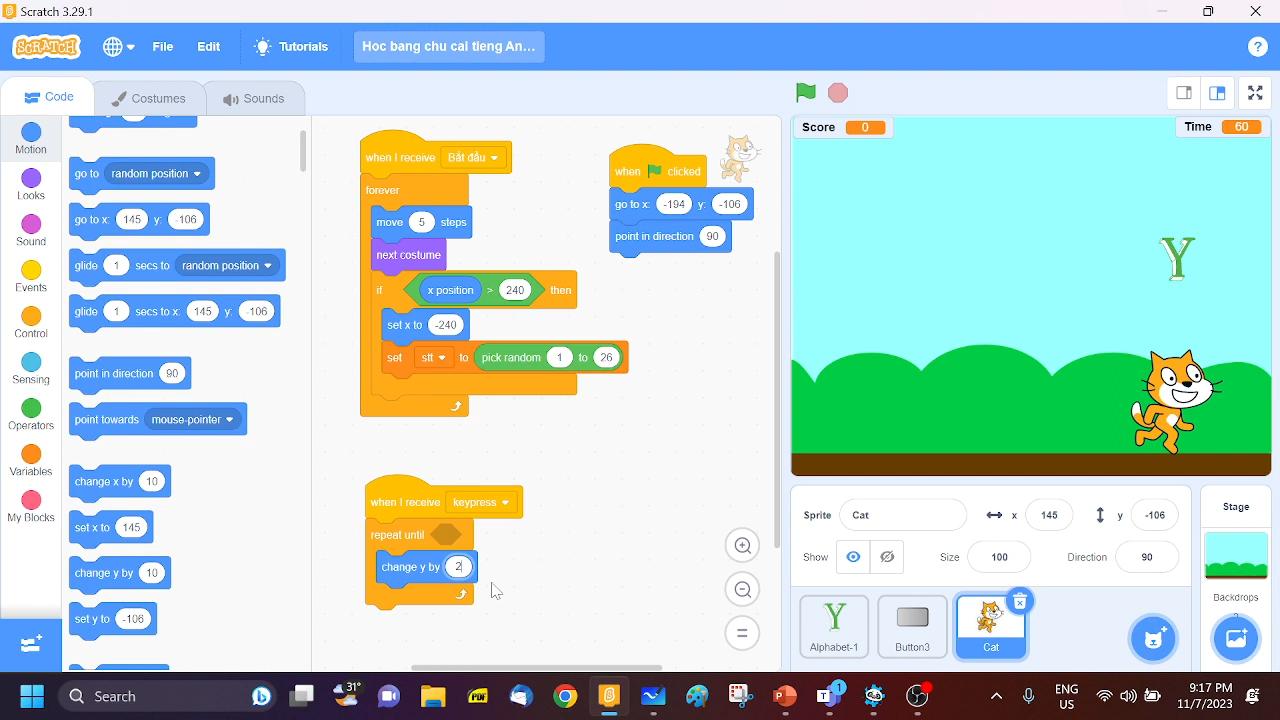 Scratch 3.29.1
SCRATCH File Edit Tutorials Hoc bang chu cai tieng An...
Code Costumes Sounds
Motion
Looks
Sound
Events
Control
Sensing
Operators
Variables
My Blocks
go to random position
go to x: 145 y: -106
glide 1 secs to random position
glide 1 secs to x: 145 y: -106
point in direction 90
point towards mouse-pointer
change x by 10
set x to 145
change y by 10
set y to -106
when I receive Bắt đầu
forever
move 5 steps
next costume
if x position > 240 then
set x to -240
set stt to pick random 1 to 26
when I receive keypress
repeat until
change y by 2
when clicked
go to x: -194 y: -106
point in direction 90
Score 0
Time 60
Y
Sprite Cat x 145 y -106
Show Size 100 Direction 90
Alphabet-1
Button3
Cat
Stage
Backdrops
Search
31°
PDF
1
ENG
US
9:17 PM
11/7/2023